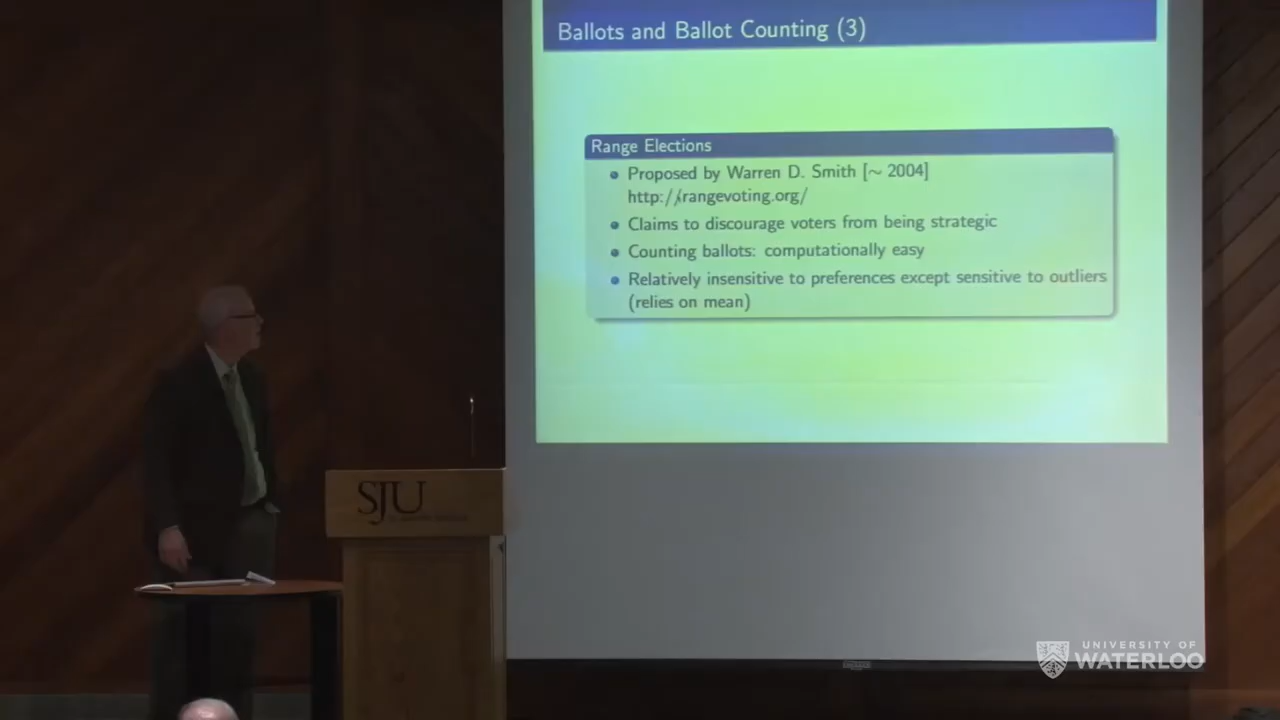 Ballots and Ballot Counting (3)
Range Elections
Proposed by Warren D. Smith [~ 2004]
http://rangevoting.org/
Claims to discourage voters from being strategic
Counting ballots: computationally easy
Relatively insensitive to preferences except sensitive to outliers
(relies on mean)
SJU
UNIVERSITY OF
WATERLOO